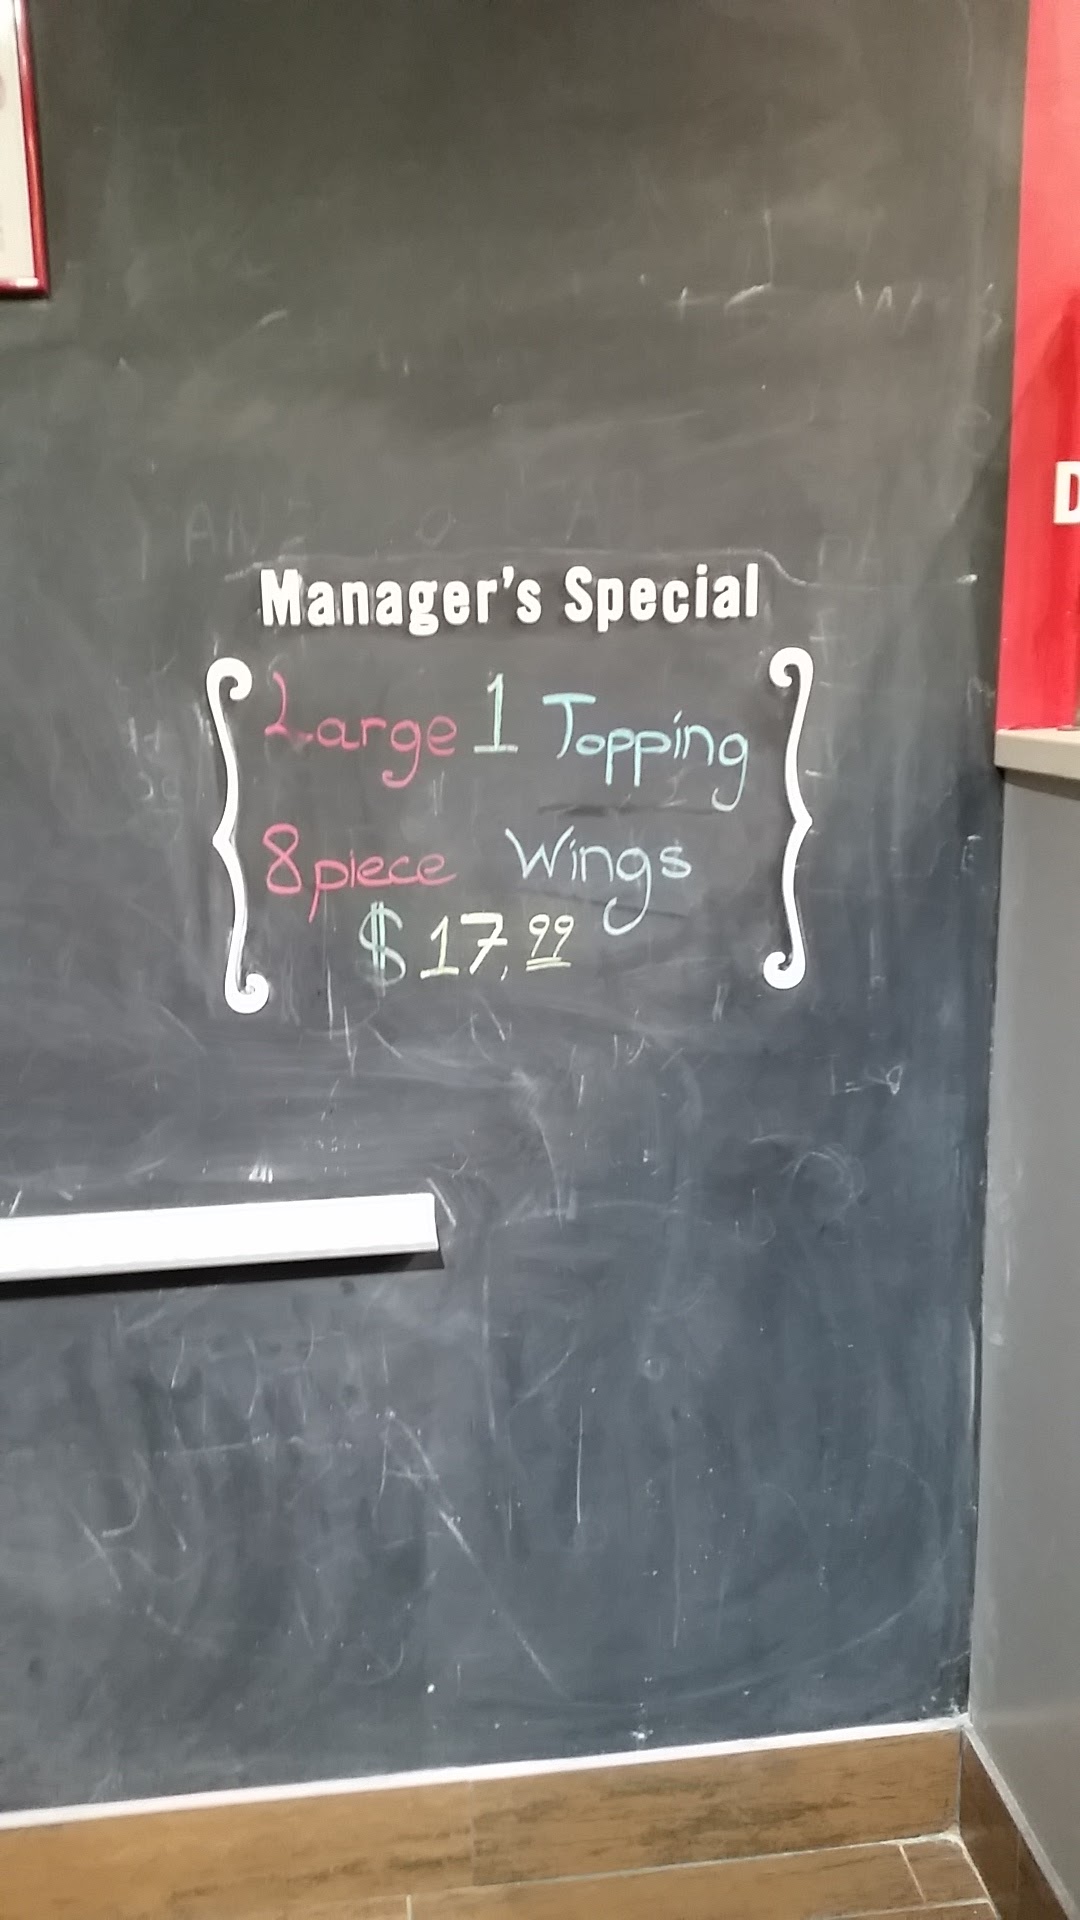 Manager's Special
Large 1 Topping
8 piece Wings
$17.99
D